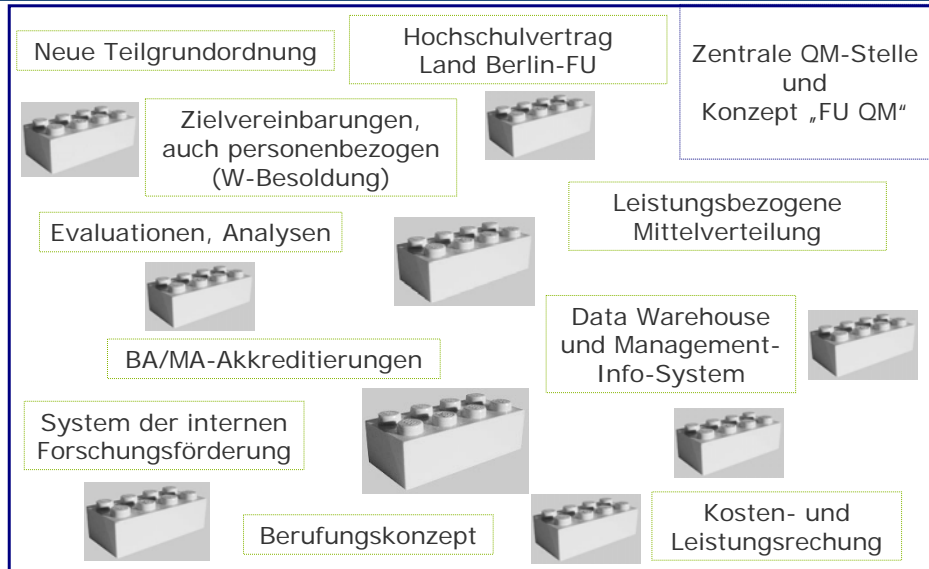 Neue Teilgrundordnung
Hochschulvertrag
Land Berlin-FU
Zentrale QM-Stelle
und
Konzept „FU QM“
Zielvereinbarungen,
auch personenbezogen
(W-Besoldung)
Leistungsbezogene
Mittelverteilung
Evaluationen, Analysen
Data Warehouse
und Management-
Info-System
BA/MA-Akkreditierungen
System der internen
Forschungsförderung
Berufungskonzept
Kosten- und
Leistungsrechung